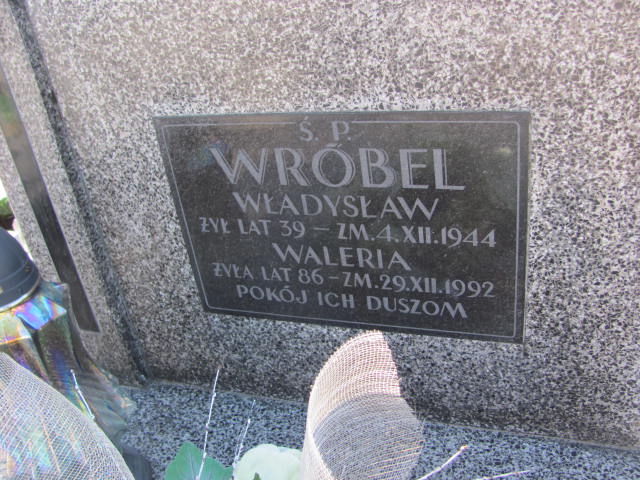 Ś. P.
WRÓBEL
WŁADYSŁAW
ŻYŁ LAT 39 - ZM. 4. XII. 1944
WALERIA
ŻYŁA LAT 86 - ZM. 29. XII. 1992
POKÓJ ICH DUSZOM